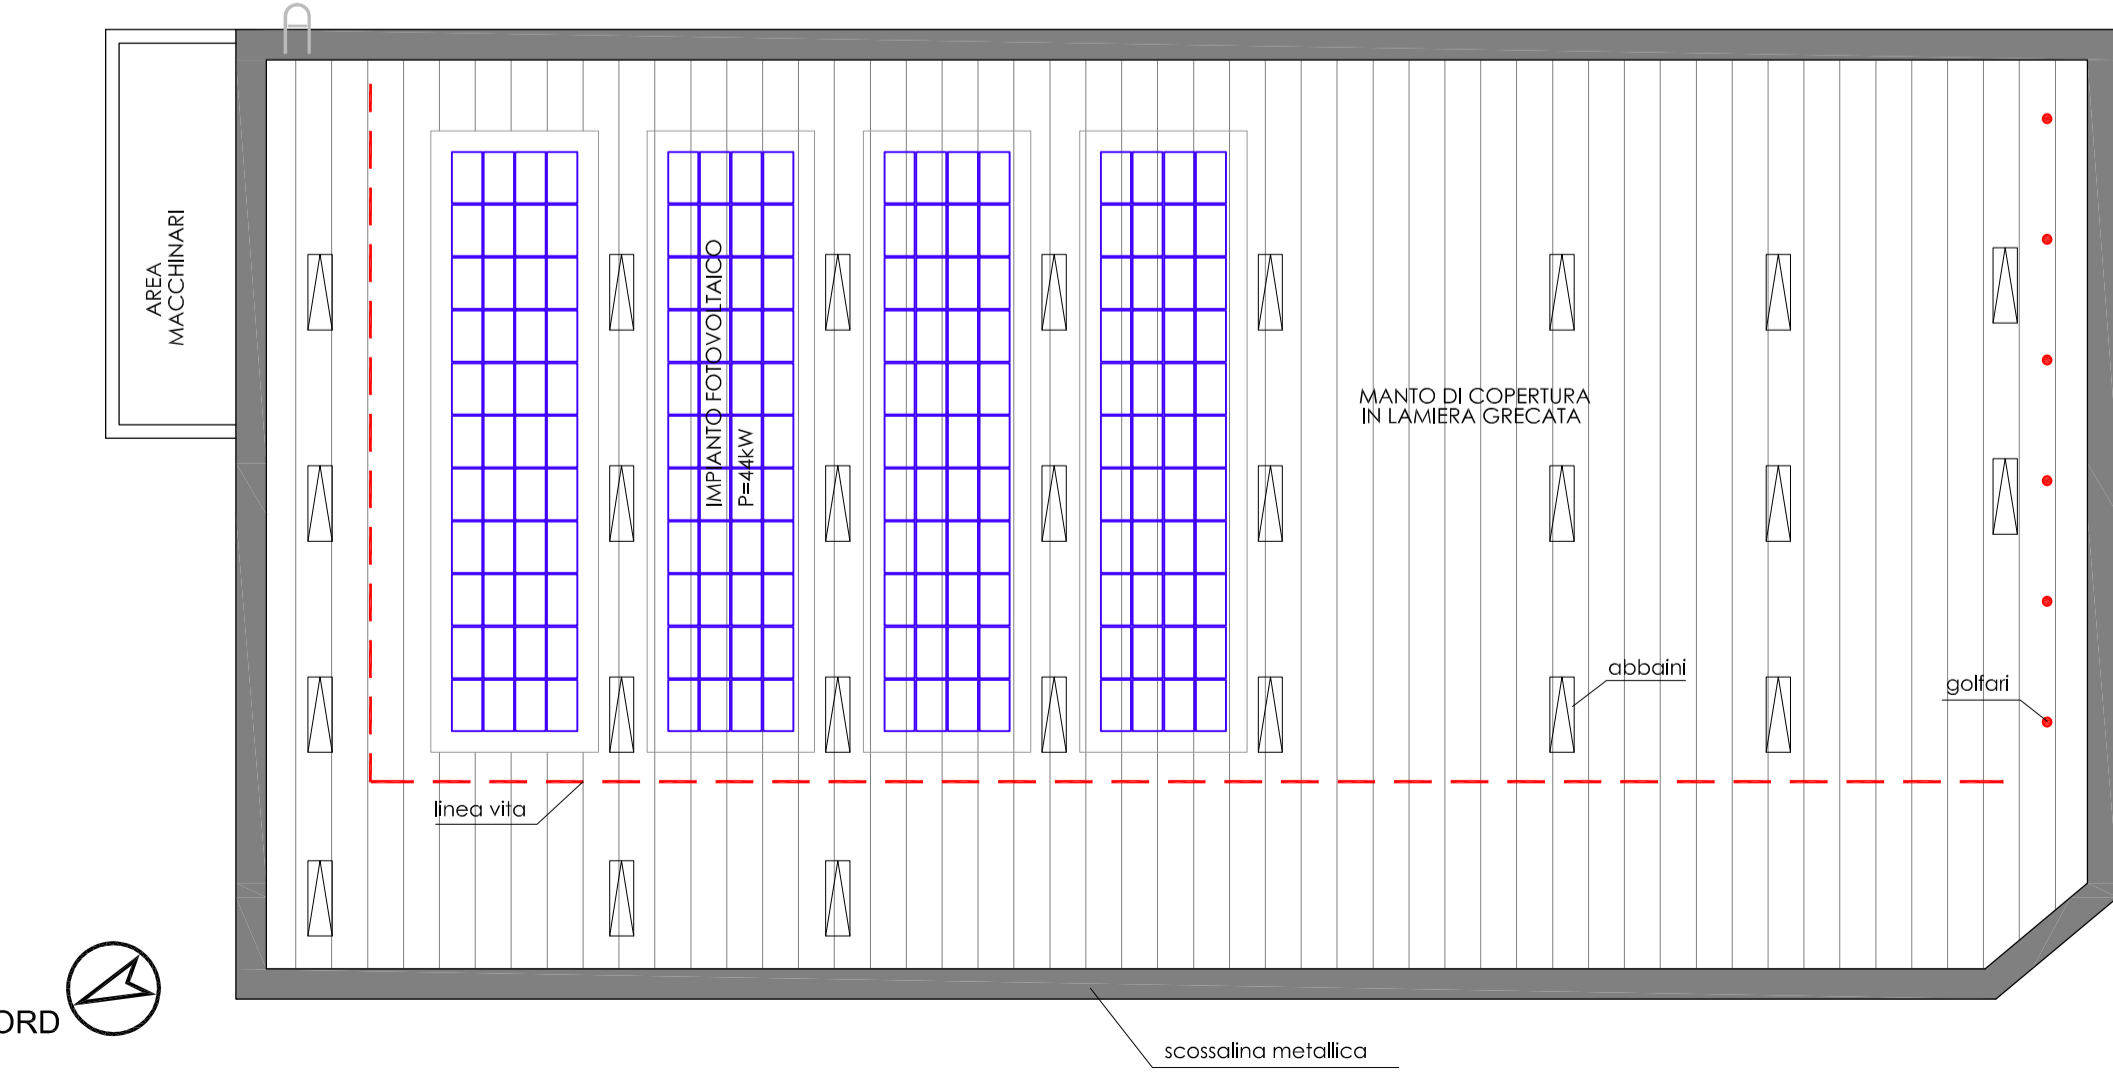 AREA
MACCHINARI
IMPIANTO FOTOVOLTAICO
P=44kW
MANTO DI COPERTURA
IN LAMIERA GRECATA
abbaini
golfari
linea vita
ORD
scossalina metallica